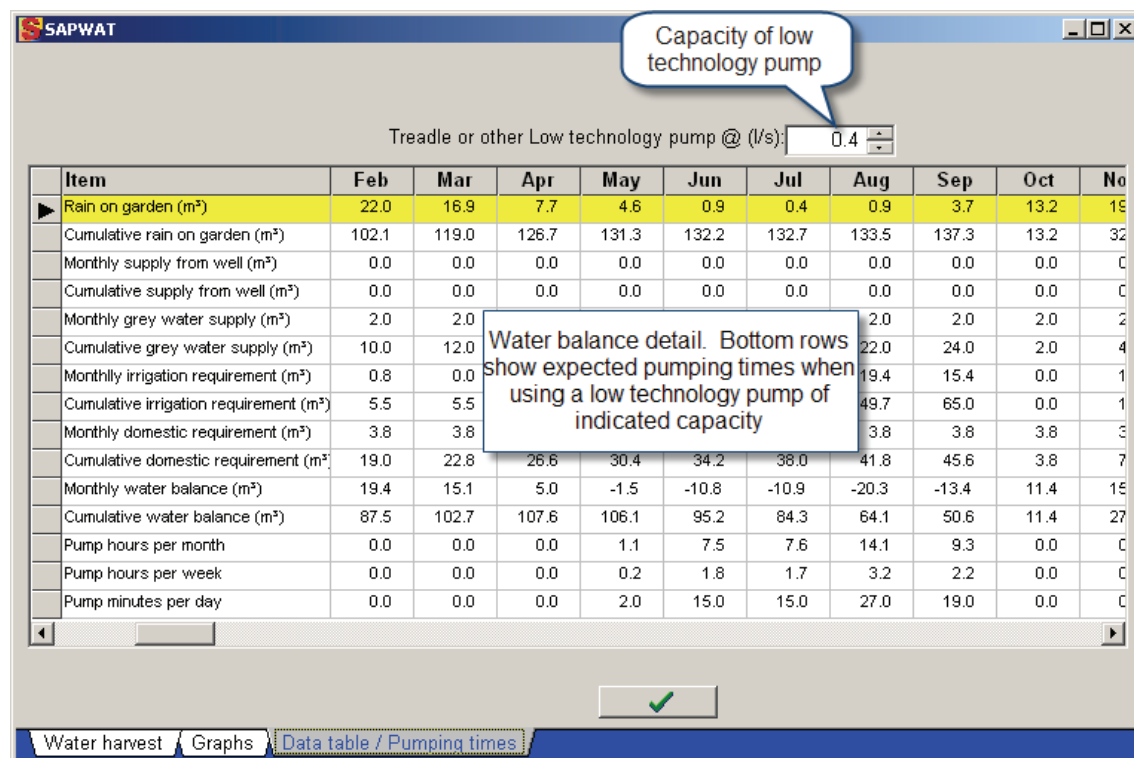 SAPWAT
Capacity of low
technology pump
Treadle or other Low technology pump @ (l/s): 0.4
Item Feb Mar Apr May Jun Jul Aug Sep Oct No
Rain on garden (m³) 22.0 16.9 7.7 4.6 0.9 0.4 0.9 3.7 13.2 19
Cumulative rain on garden (m³) 102.1 119.0 126.7 131.3 132.2 132.7 133.5 137.3 13.2 32
Monthly supply from well (m³) 0.0 0.0 0.0 0.0 0.0 0.0 0.0 0.0 0.0
Cumulative supply from well (m³) 0.0 0.0 0.0 0.0 0.0 0.0 0.0 0.0 0.0
Monthly grey water supply (m³) 2.0 2.0 2.0 2.0 2.0 2
Cumulative grey water supply (m³) 10.0 12.0 22.0 24.0 2.0 4
Monthlly irrigation requirement (m³) 0.8 0.0 19.4 15.4 0.0 1
Cumulative irrigation requirement (m³) 5.5 5.5 49.7 65.0 0.0 1
Monthly domestic requirement (m³) 3.8 3.8 3.8 3.8 3.8 3
Water balance detail. Bottom rows
show expected pumping times when
using a low technology pump of
indicated capacity
Cumulative domestic requirement (m³ 19.0 22.8 26.6 30.4 34.2 38.0 41.8 45.6 3.8 7
Monthly water balance (m³) 19.4 15.1 5.0 -1.5 -10.8 -10.9 -20.3 -13.4 11.4 15
Cumulative water balance (m³) 87.5 102.7 107.6 106.1 95.2 84.3 64.1 50.6 11.4 27
Pump hours per month 0.0 0.0 0.0 1.1 7.5 7.6 14.1 9.3 0.0
Pump hours per week 0.0 0.0 0.0 0.2 1.8 1.7 3.2 2.2 0.0
Pump minutes per day 0.0 0.0 0.0 2.0 15.0 15.0 27.0 19.0 0.0
Water harvest Graphs Data table / Pumping times